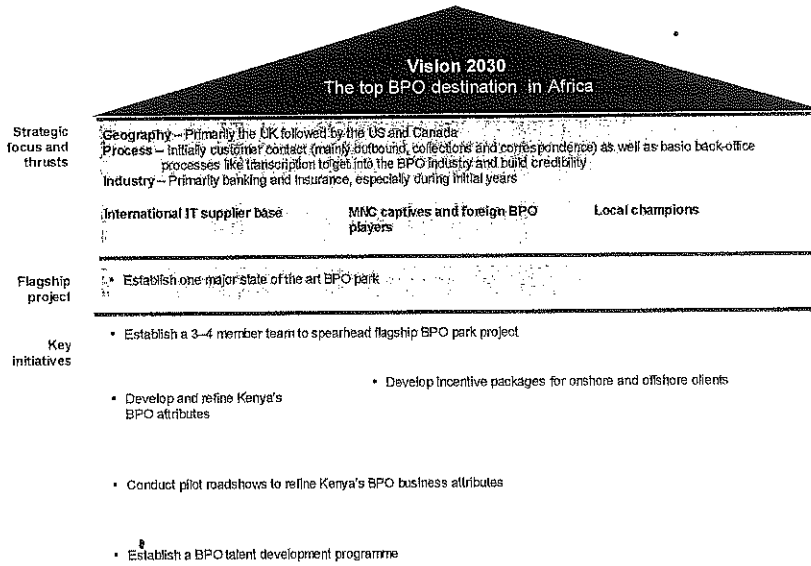 Vision 2030
The top BPO destination in Africa
Strategic
focus and
thrusts
Geography – Primarily the UK followed by the US and Canada
Process – Initially customer contact (mainly outbound, collections and correspondence) as well as basic back-office
processes like transcription to get into the BPO industry and build credibility
Industry – Primarily banking and insurance, especially during initial years
International IT supplier base
MNC captives and foreign BPO
players
Local champions
Flagship
project
• Establish one major state of the art BPO park
Key
initiatives
• Establish a 3–4 member team to spearhead flagship BPO park project
• Develop incentive packages for onshore and offshore clients
• Develop and refine Kenya's
BPO attributes
• Conduct pilot roadshows to refine Kenya's BPO business attributes
• Establish a BPO talent development programme